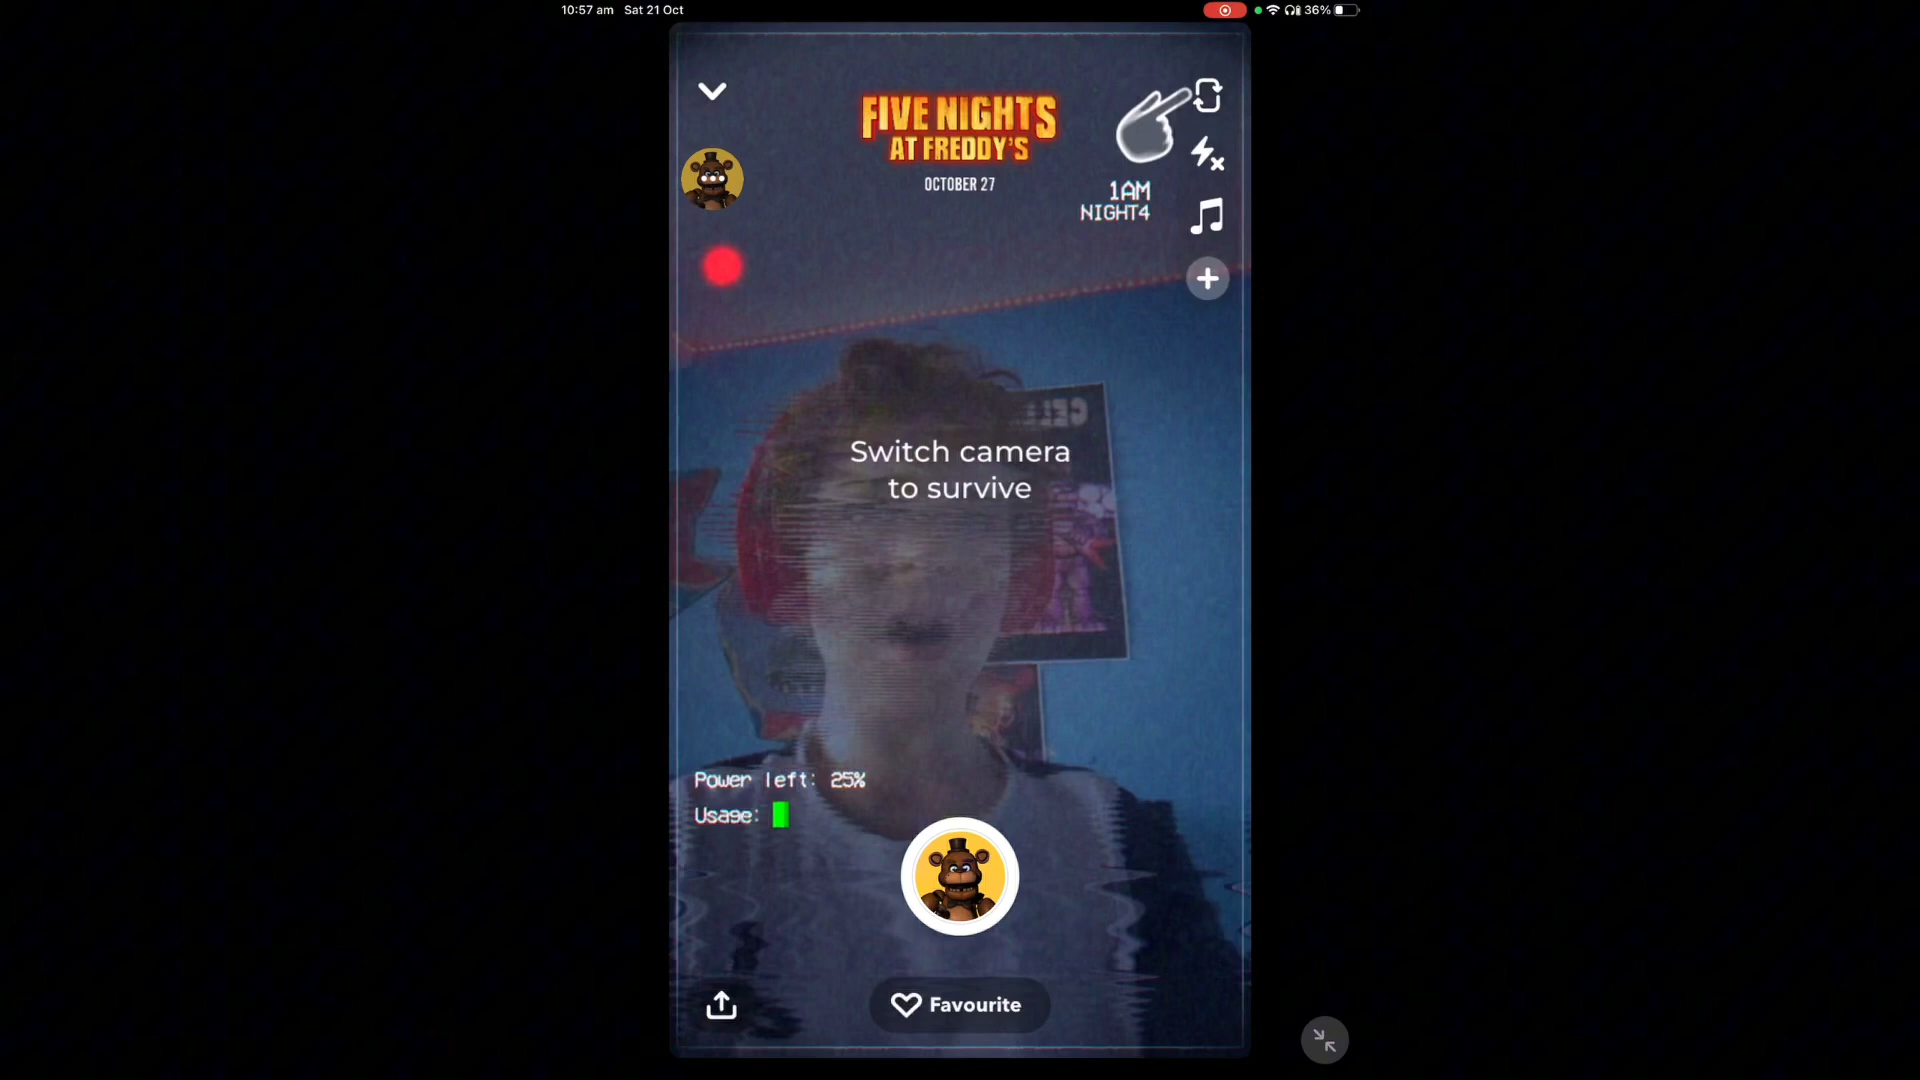 10:57 am Sat 21 Oct
36%
FIVE NIGHTS
AT FREDDY'S
OCTOBER 27
1AM
NIGHT4
Switch camera
to survive
Power left: 25%
Usage:
Favourite